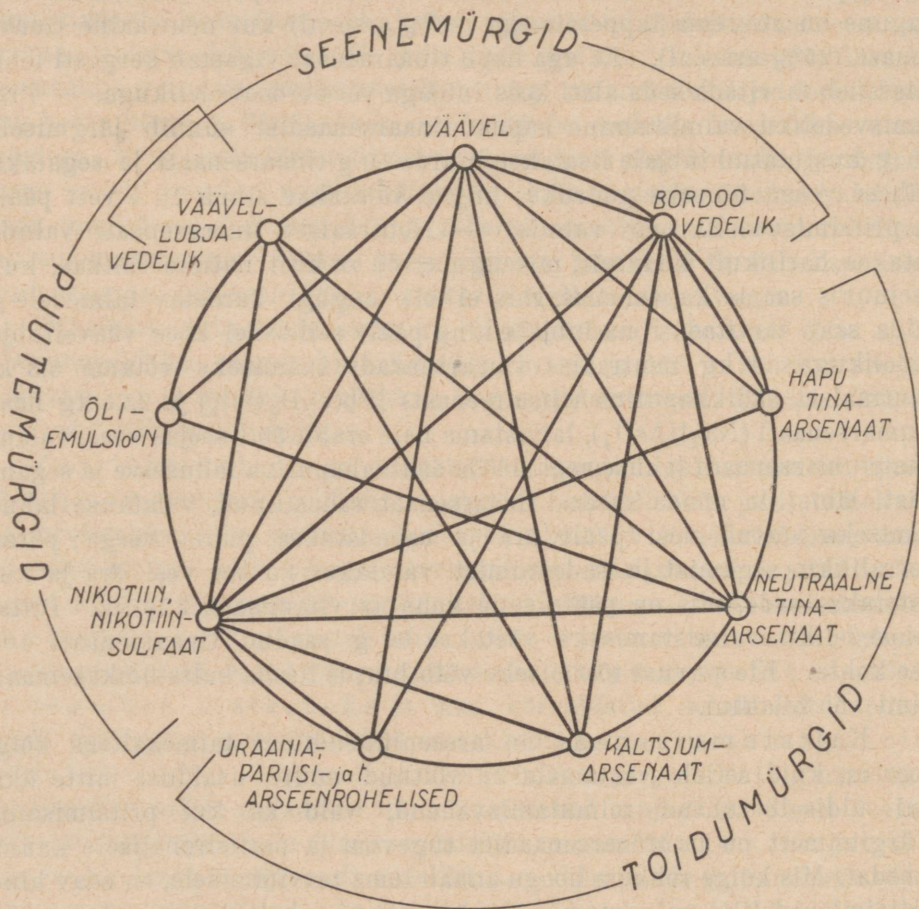 SEENEMÜRGID
VÄÄVEL
VÄÄVEL-
LUBJA-
VEDELIK
BORDOO-
VEDELIK
PUUTEMÜRGID
ÕLI-
EMULSIooN
HAPU
TINA-
ARSENAAT
NIKOTIIN,
NIKOTIIN-
SULFAAT
NEUTRAALNE
TINA-
ARSENAAT
URAANIA-,
PARIISI- ja t.
ARSEENROHELISED
KALTSIUM-
ARSENAAT
TOIDUMÜRGID